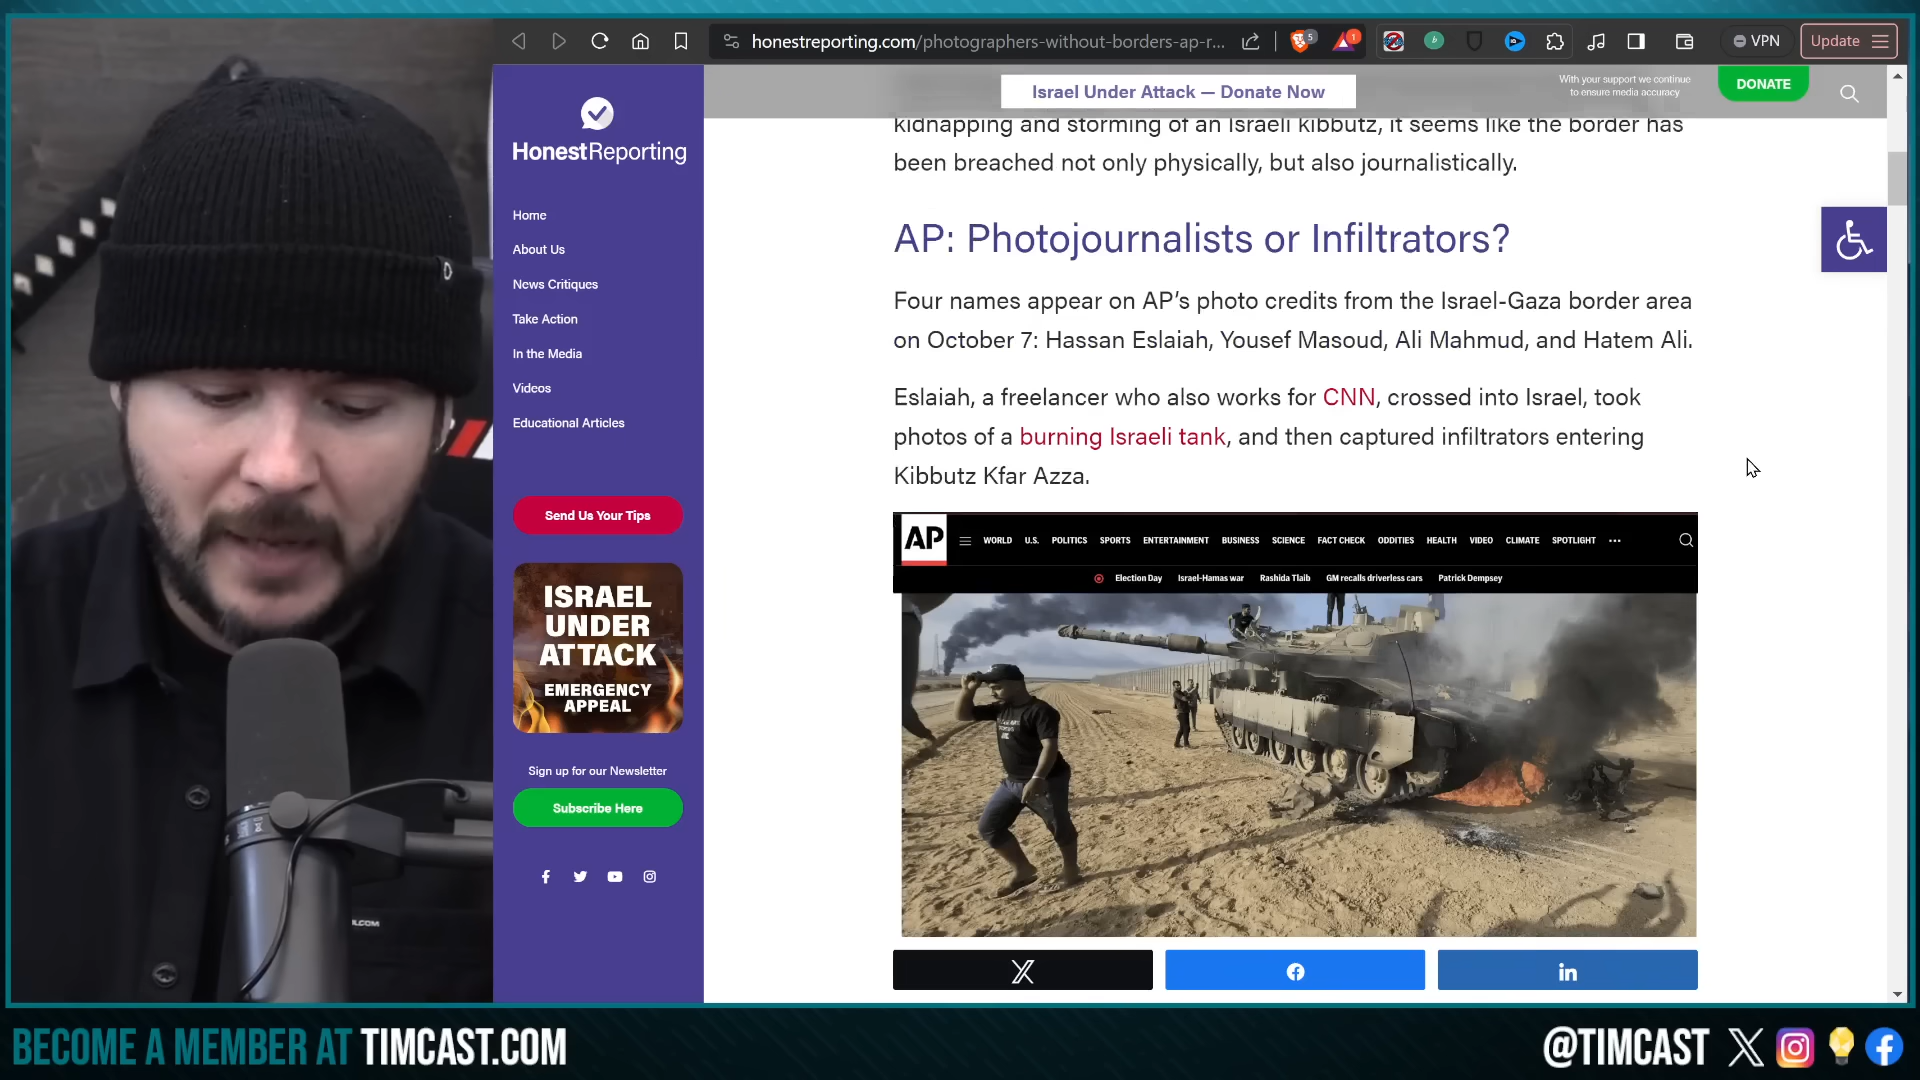 honestreporting.com/photographers-without-borders-ap-r...
5
1
b
VPN
Update
HonestReporting
Home
About Us
News Critiques
Take Action
In the Media
Videos
Educational Articles
Send Us Your Tips
ISRAEL
UNDER
ATTACK
EMERGENCY
APPEAL
Sign up for our Newsletter
Subscribe Here
Israel Under Attack — Donate Now
With your support we continue
to ensure media accuracy
DONATE
kidnapping and storming of an Israeli kibbutz, it seems like the border has
been breached not only physically, but also journalistically.
AP: Photojournalists or Infiltrators?
Four names appear on AP’s photo credits from the Israel-Gaza border area
on October 7: Hassan Eslaiah, Yousef Masoud, Ali Mahmud, and Hatem Ali.
Eslaiah, a freelancer who also works for CNN, crossed into Israel, took
photos of a burning Israeli tank, and then captured infiltrators entering
Kibbutz Kfar Azza.
AP WORLD U.S. POLITICS SPORTS ENTERTAINMENT BUSINESS SCIENCE FACT CHECK ODDITIES HEALTH VIDEO CLIMATE SPOTLIGHT ...
Election Day Israel-Hamas war Rashida Tlaib GM recalls driverless cars Patrick Dempsey
BECOME A MEMBER AT TIMCAST.COM
@TIMCAST